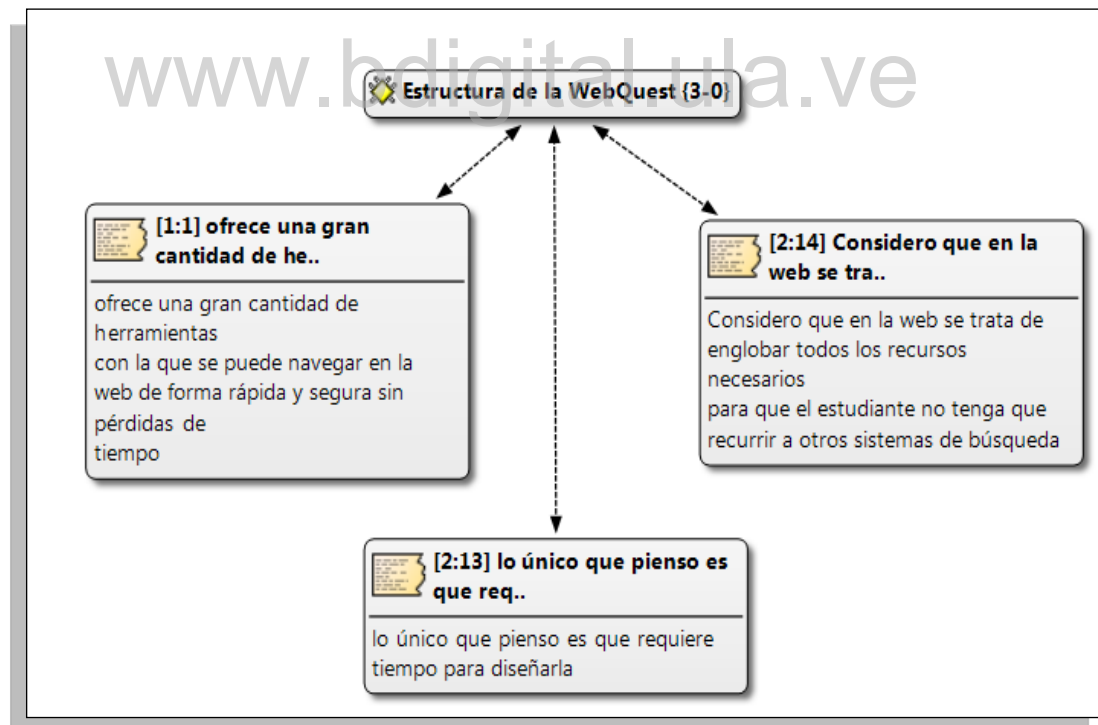 www.bdigital.ula.ve
Estructura de la WebQuest {3-0}
[1:1] ofrece una gran
cantidad de he..
ofrece una gran cantidad de
herramientas
con la que se puede navegar en la
web de forma rápida y segura sin
pérdidas de
tiempo
[2:14] Considero que en la
web se tra..
Considero que en la web se trata de
englobar todos los recursos
necesarios
para que el estudiante no tenga que
recurrir a otros sistemas de búsqueda
[2:13] lo único que pienso es
que req..
lo único que pienso es que requiere
tiempo para diseñarla